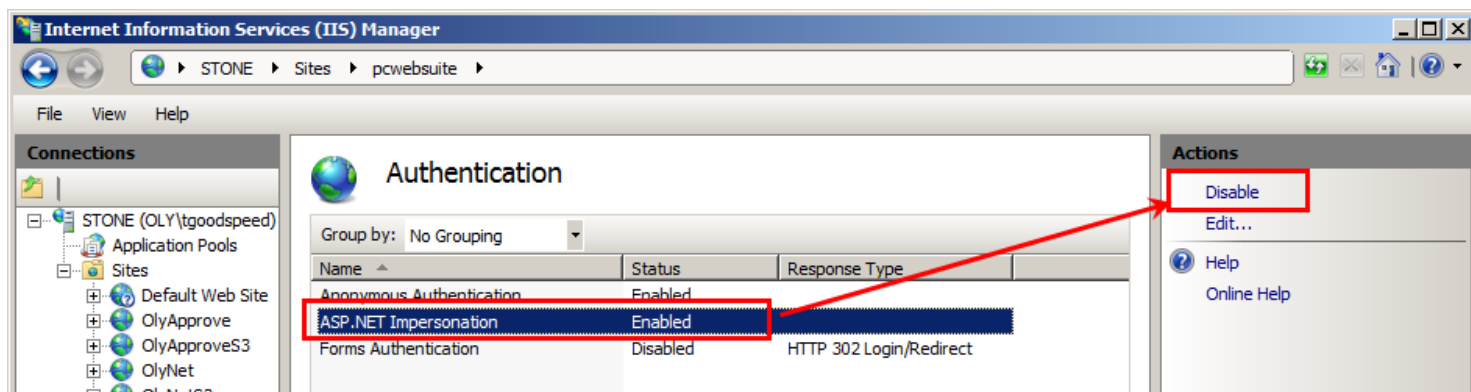 Internet Information Services (IIS) Manager
STONE Sites pcwebsuite
File View Help
Connections
STONE (OLY\tgoodspeed)
Application Pools
Sites
Default Web Site
OlyApprove
OlyApproveS3
OlyNet
Authentication
Group by: No Grouping
Name Status Response Type
Anonymous Authentication Enabled
ASP.NET Impersonation Enabled
Forms Authentication Disabled HTTP 302 Login/Redirect
Actions
Disable
Edit...
Help
Online Help